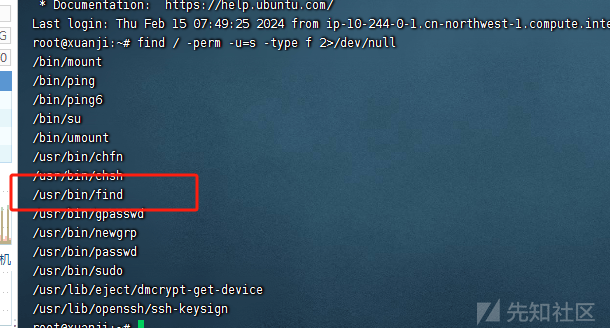 * Documentation:  https://help.ubuntu.com/
Last login: Thu Feb 15 07:49:25 2024 from ip-10-244-0-1.cn-northwest-1.compute.inte
root@xuanji:~# find / -perm -u=s -type f 2>/dev/null
/bin/mount
/bin/ping
/bin/ping6
/bin/su
/bin/umount
/usr/bin/chfn
/usr/bin/chsh
/usr/bin/find
/usr/bin/gpasswd
/usr/bin/newgrp
/usr/bin/passwd
/usr/bin/sudo
/usr/lib/eject/dmcrypt-get-device
/usr/lib/openssh/ssh-keysign
root@xuanji:~#
G
0
机
先知社区